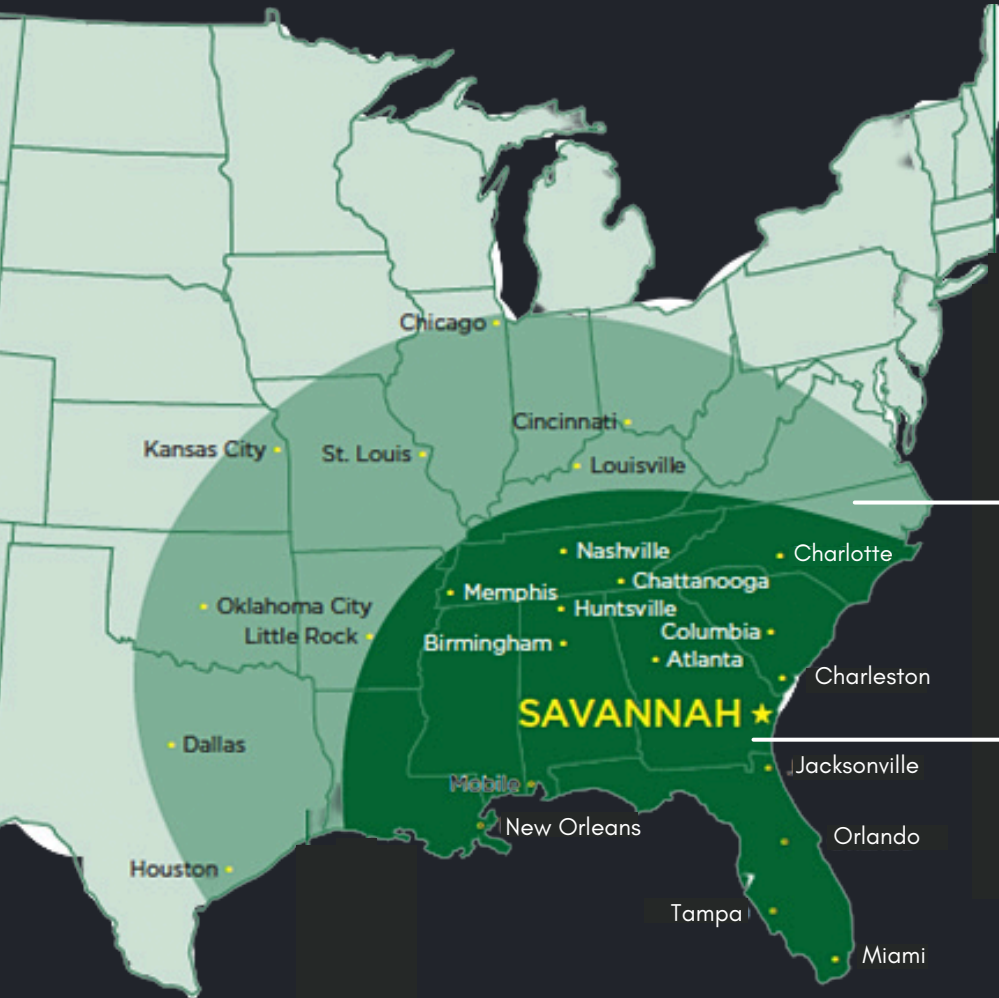 Chicago
Cincinnati
Kansas City
St. Louis
Louisville
Nashville
Charlotte
Chattanooga
Memphis
Oklahoma City
Huntsville
Little Rock
Columbia
Birmingham
Atlanta
Charleston
SAVANNAH
Dallas
Jacksonville
Mobile
New Orleans
Orlando
Houston
Tampa
Miami